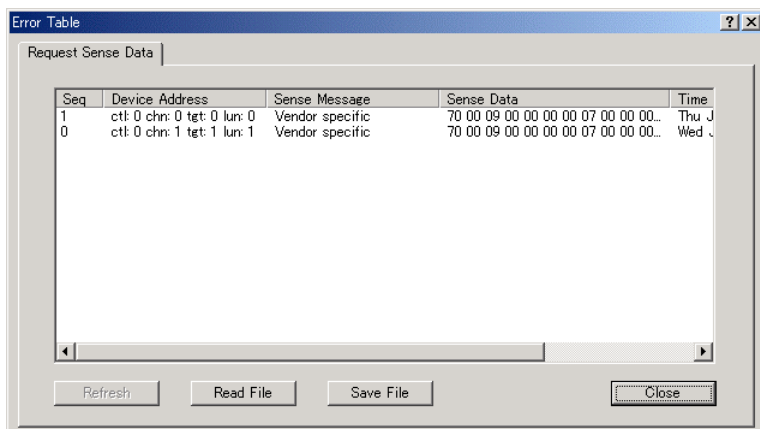 Error Table
Request Sense Data
Seq Device Address Sense Message Sense Data Time
1 ctl: 0 chn: 0 tgt: 0 lun: 0 Vendor specific 70 00 09 00 00 00 00 07 00 00 00... Thu J
0 ctl: 0 chn: 1 tgt: 1 lun: 1 Vendor specific 70 00 09 00 00 00 00 07 00 00 00... Wed J
Refresh Read File Save File Close